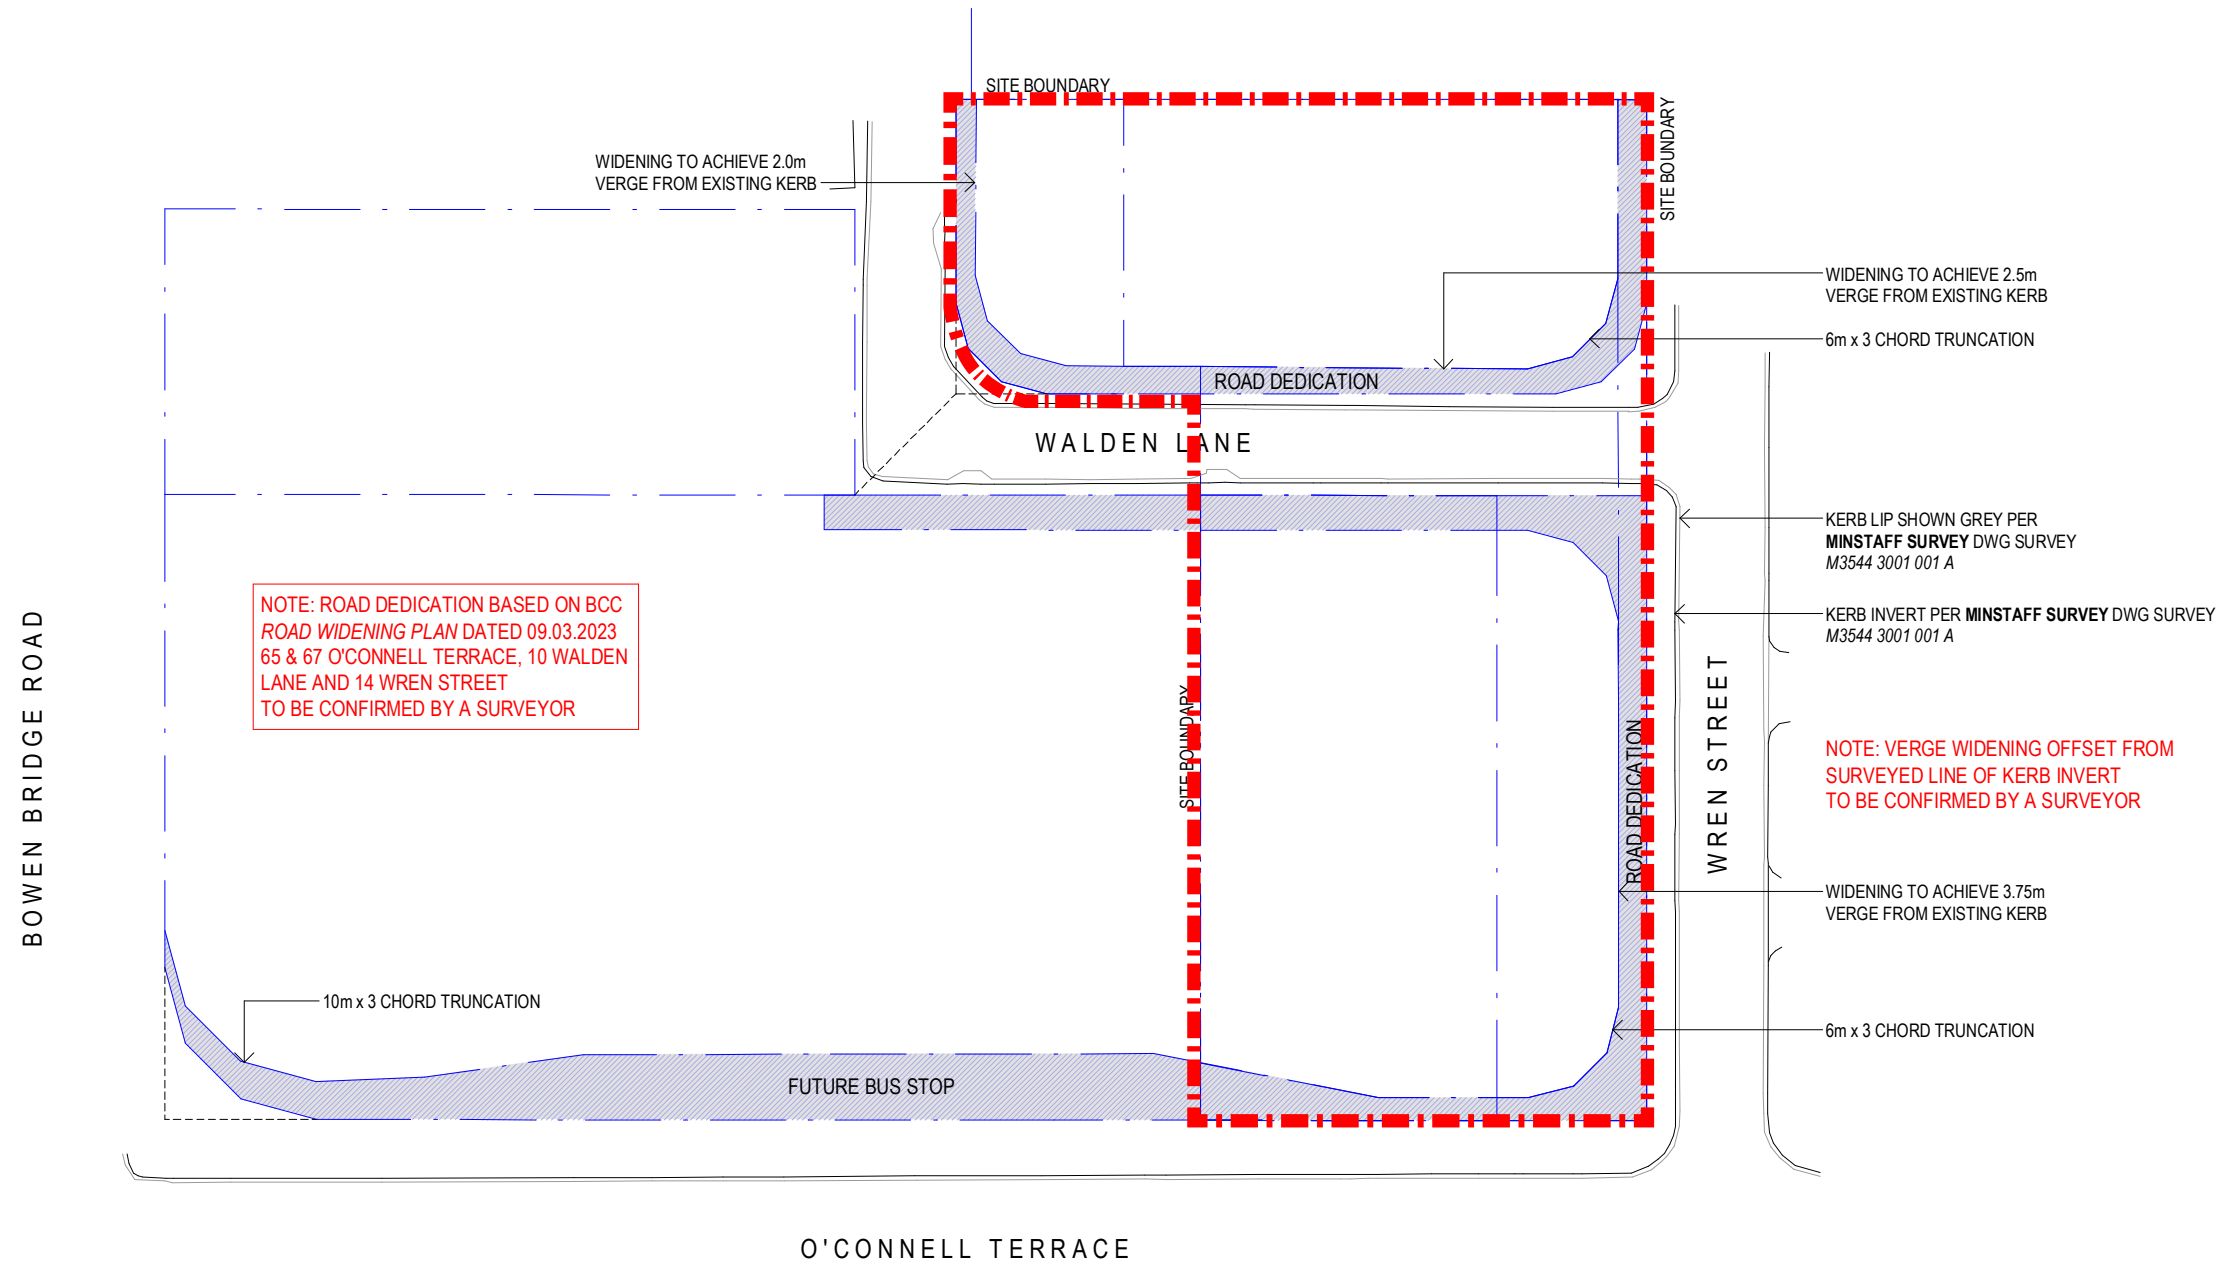 SITE BOUNDARY
SITE BOUNDARY
WIDENING TO ACHIEVE 2.0m
VERGE FROM EXISTING KERB
WIDENING TO ACHIEVE 2.5m
VERGE FROM EXISTING KERB
6m x 3 CHORD TRUNCATION
ROAD DEDICATION
WALDEN LANE
KERB LIP SHOWN GREY PER
MINSTAFF SURVEY DWG SURVEY
M3544 3001 001 A
NOTE: ROAD DEDICATION BASED ON BCC
ROAD WIDENING PLAN DATED 09.03.2023
65 & 67 O'CONNELL TERRACE, 10 WALDEN
LANE AND 14 WREN STREET
TO BE CONFIRMED BY A SURVEYOR
KERB INVERT PER MINSTAFF SURVEY DWG SURVEY
M3544 3001 001 A
BOWEN BRIDGE ROAD
SITE BOUNDARY
ROAD DEDICATION
WREN STREET
NOTE: VERGE WIDENING OFFSET FROM
SURVEYED LINE OF KERB INVERT
TO BE CONFIRMED BY A SURVEYOR
WIDENING TO ACHIEVE 3.75m
VERGE FROM EXISTING KERB
10m x 3 CHORD TRUNCATION
6m x 3 CHORD TRUNCATION
FUTURE BUS STOP
O'CONNELL TERRACE